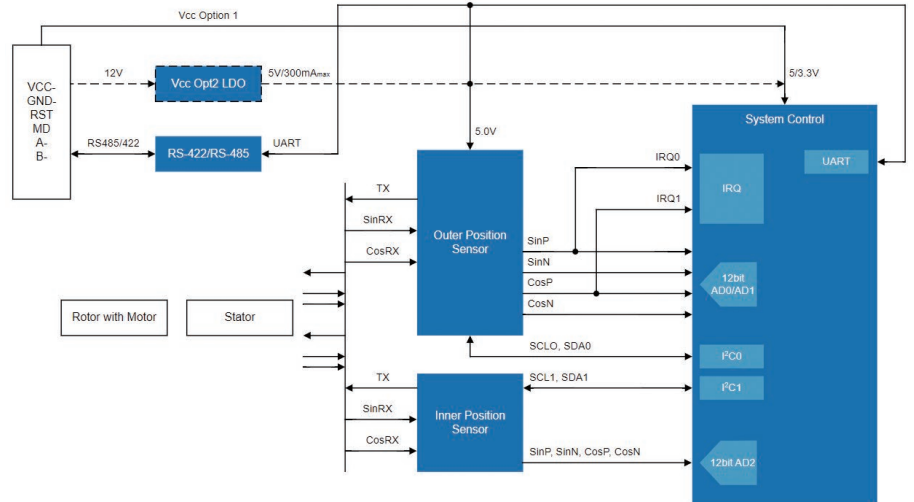 Vcc Option 1
12V
Vcc Opt2 LDO
5V/300mAmax
5/3.3V
VCC-
GND-
RST
MD
A-
B-
RS485/422
RS-422/RS-485
UART
5.0V
System Control
UART
IRQ0
IRQ
IRQ1
TX
SinRX
CosRX
Outer Position
Sensor
SinP
SinN
CosP
CosN
12bit
AD0/AD1
Rotor with Motor
Stator
SCLO, SDA0
I²C0
TX
SinRX
CosRX
Inner Position
Sensor
SCL1, SDA1
I²C1
SinP, SinN, CosP, CosN
12bit AD2